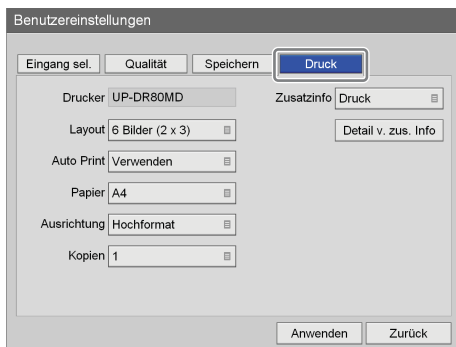 Benutzereinstellungen
Eingang sel. Qualität Speichern Druck
Drucker UP-DR80MD Zusatzinfo Druck
Layout 6 Bilder (2 x 3) Detail v. zus. Info
Auto Print Verwenden
Papier A4
Ausrichtung Hochformat
Kopien 1
Anwenden Zurück